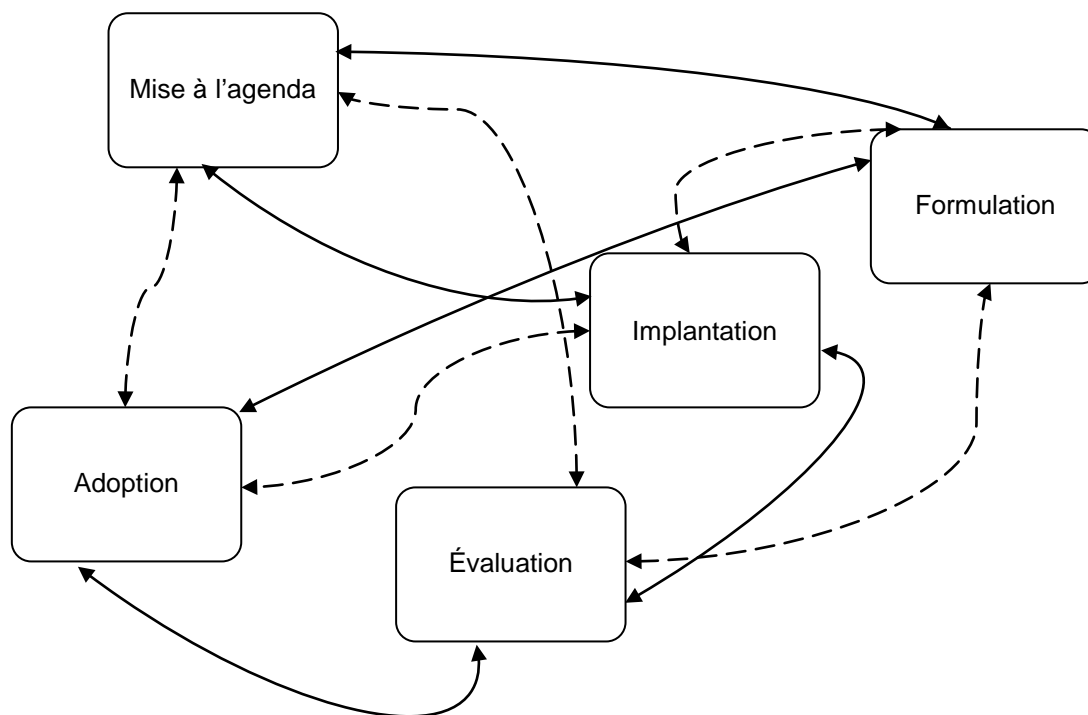 Mise à l’agenda
Formulation
Implantation
Adoption
Évaluation